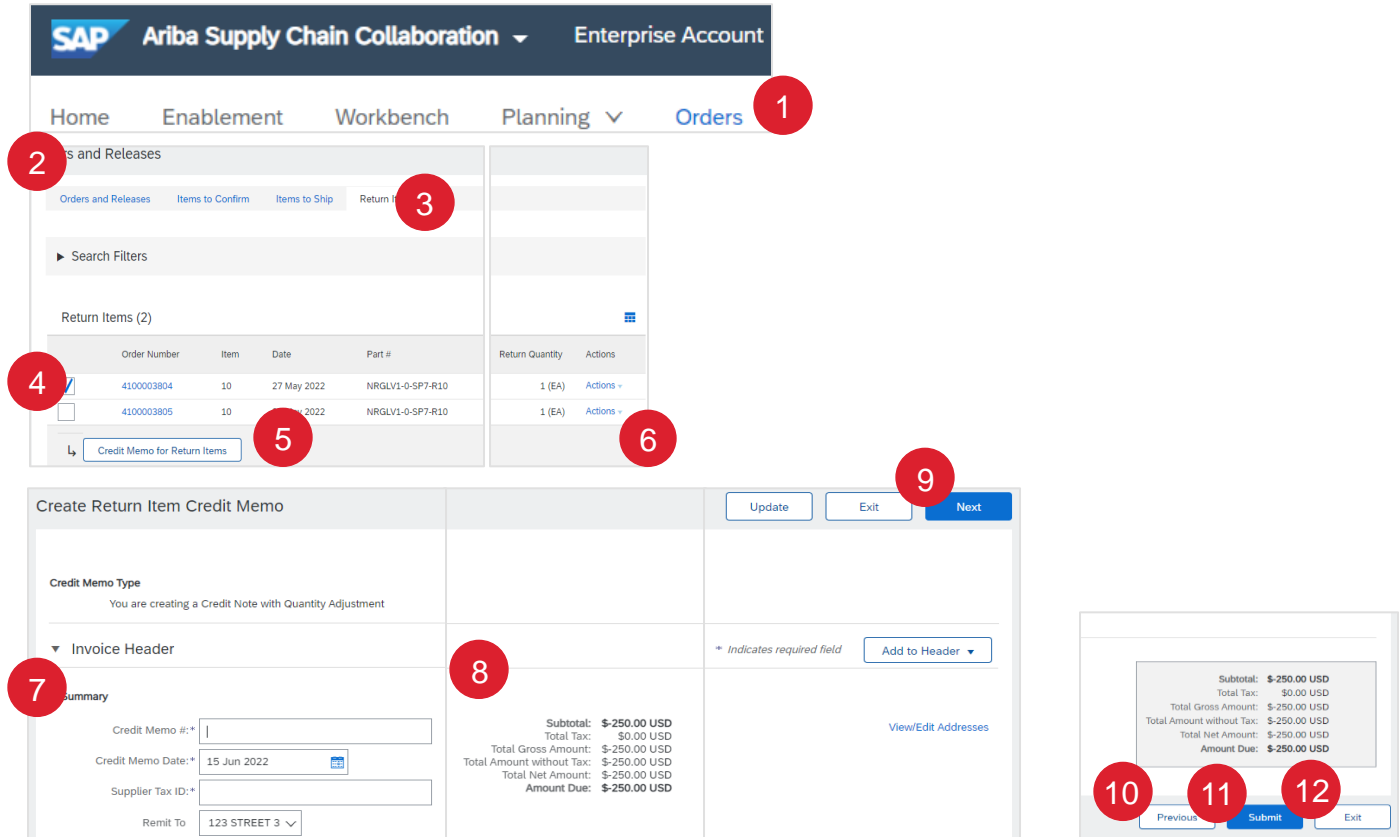 SAP Ariba Supply Chain Collaboration Enterprise Account
Home Enablement Workbench Planning Orders 1
2 rs and Releases
Orders and Releases Items to Confirm Items to Ship Return I 3
Search Filters
Return Items (2)
Order Number Item Date Part # Return Quantity Actions
4 4100003804 10 27 May 2022 NRGLV1-0-SP7-R10 1 (EA) Actions
4100003805 10 y 2022 NRGLV1-0-SP7-R10 1 (EA) Actions
Credit Memo for Return Items 5 6
Create Return Item Credit Memo Update Exit 9 Next
Credit Memo Type
You are creating a Credit Note with Quantity Adjustment
Invoice Header * Indicates required field Add to Header
7 Summary 8
Credit Memo #:*
Credit Memo Date:* 15 Jun 2022
Supplier Tax ID:*
Remit To 123 STREET 3
Subtotal: $-250.00 USD
Total Tax: $0.00 USD
Total Gross Amount: $-250.00 USD
Total Amount without Tax: $-250.00 USD
Total Net Amount: $-250.00 USD
Amount Due: $-250.00 USD
View/Edit Addresses
Subtotal: $-250.00 USD
Total Tax: $0.00 USD
Total Gross Amount: $-250.00 USD
Total Amount without Tax: $-250.00 USD
Total Net Amount: $-250.00 USD
Amount Due: $-250.00 USD
10 11 12
Previous Submit Exit